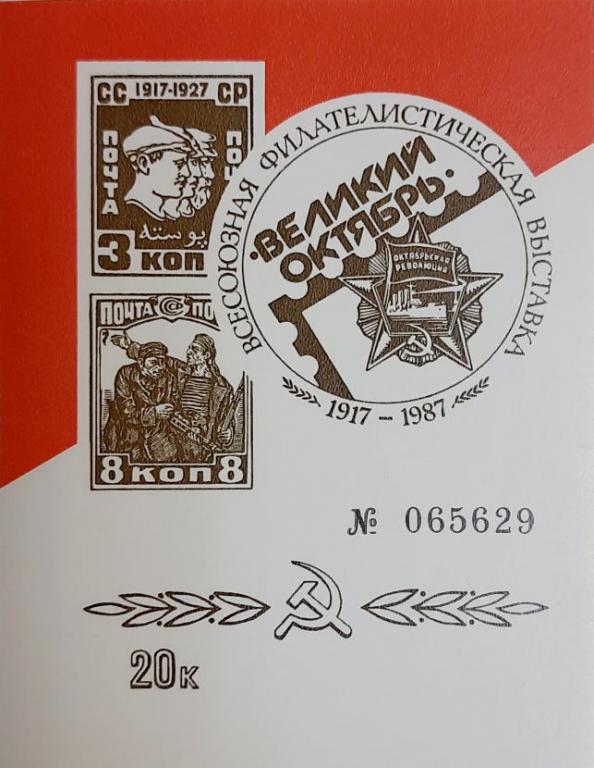 СС 1917-1927 СР
ПОЧТА
ПО
پوسته
3 КОП
ПОЧТА ПО
8 КОП 8
ВСЕСОЮЗНАЯ ФИЛАТЕЛИСТИЧЕСКАЯ ВЫСТАВКА
·ВЕЛИКИЙ
ОКТЯБРЬ·
ОКТЯБРЬСКАЯ
РЕВОЛЮЦИЯ
1917 – 1987
№ 065629
20к